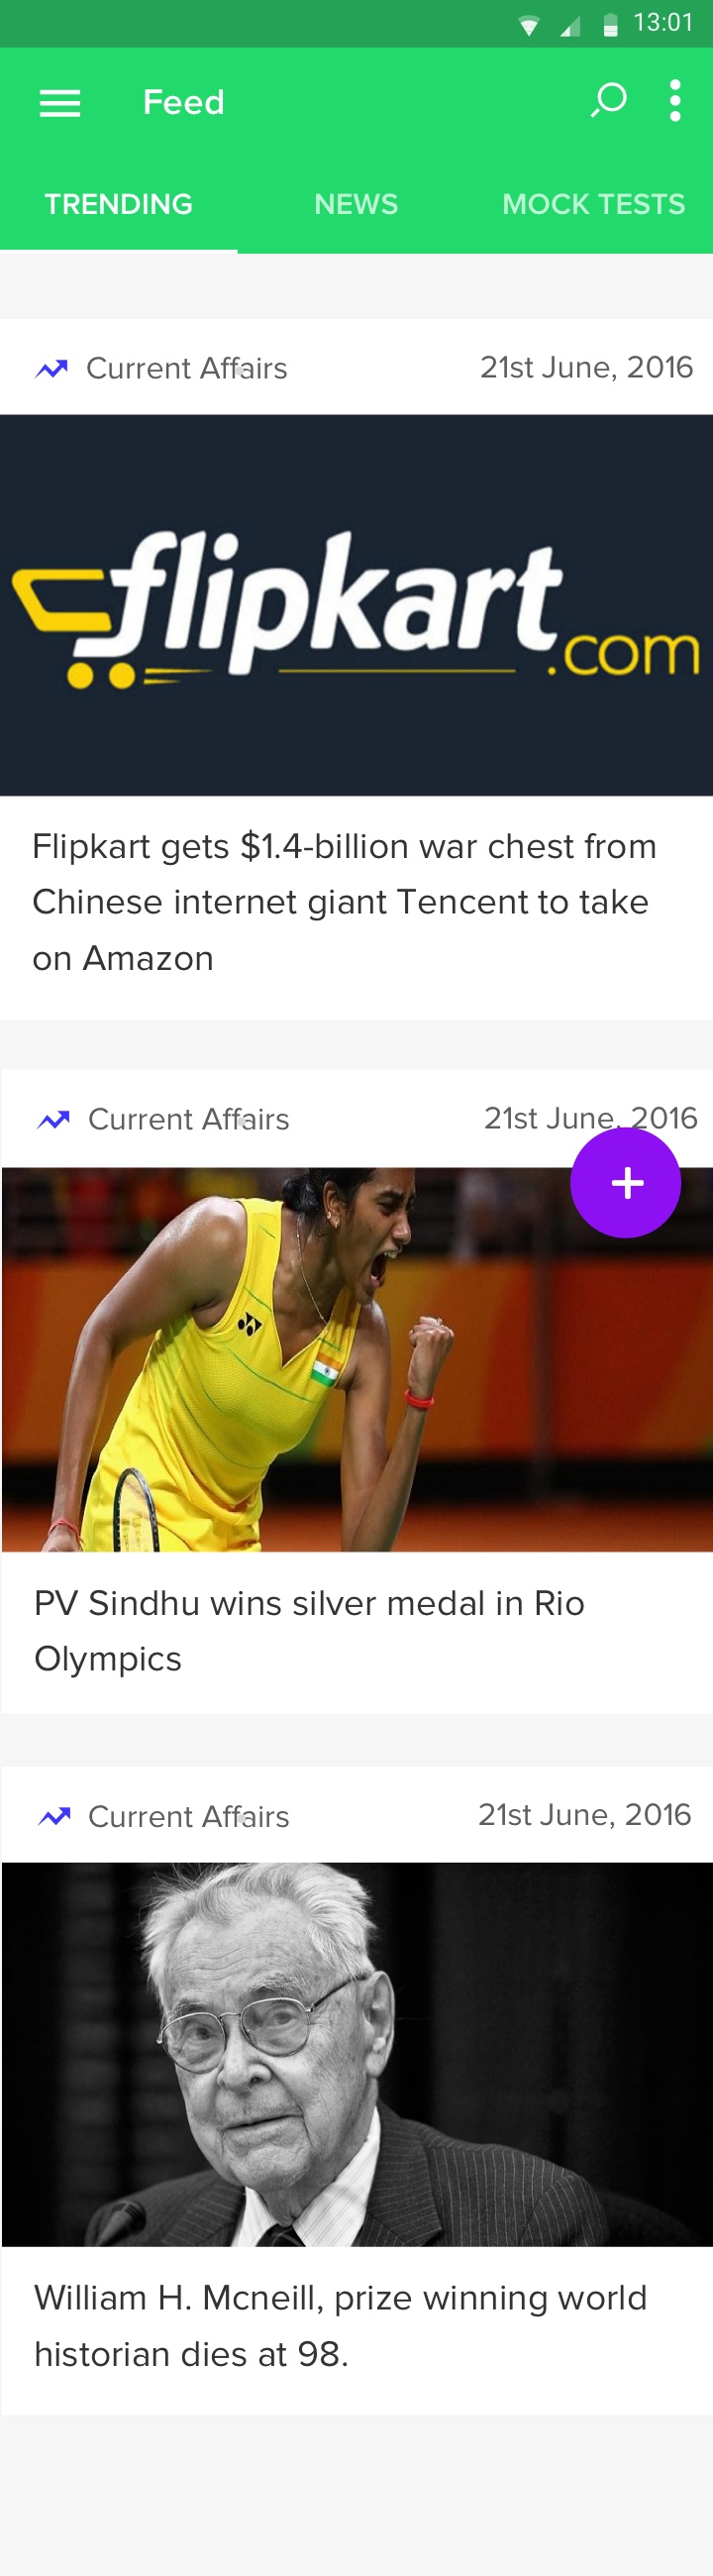 13:01
Feed
TRENDING NEWS MOCK TESTS
Current Affairs 21st June, 2016
flipkart.com
Flipkart gets $1.4-billion war chest from
Chinese internet giant Tencent to take
on Amazon
Current Affairs 21st June, 2016
PV Sindhu wins silver medal in Rio
Olympics
Current Affairs 21st June, 2016
William H. Mcneill, prize winning world
historian dies at 98.